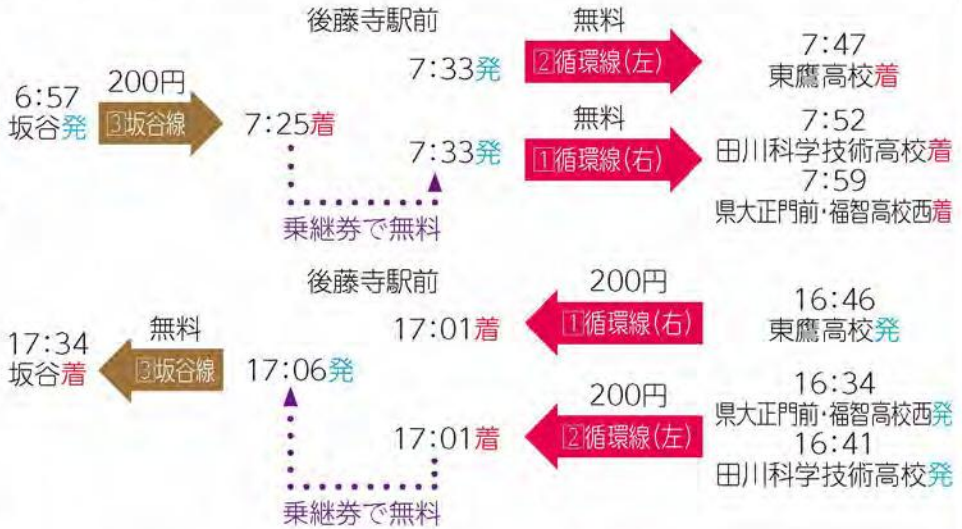 後藤寺駅前
6:57
坂谷発
200円
③坂谷線
7:25着
7:33発
無料
②循環線(左)
7:47
東鷹高校着
7:33発
無料
①循環線(右)
7:52
田川科学技術高校着
7:59
県大正門前・福智高校西着
乗継券で無料
後藤寺駅前
17:34
坂谷着
無料
③坂谷線
17:06発
17:01着
200円
①循環線(右)
16:46
東鷹高校発
17:01着
200円
②循環線(左)
16:34
県大正門前・福智高校西発
16:41
田川科学技術高校発
乗継券で無料